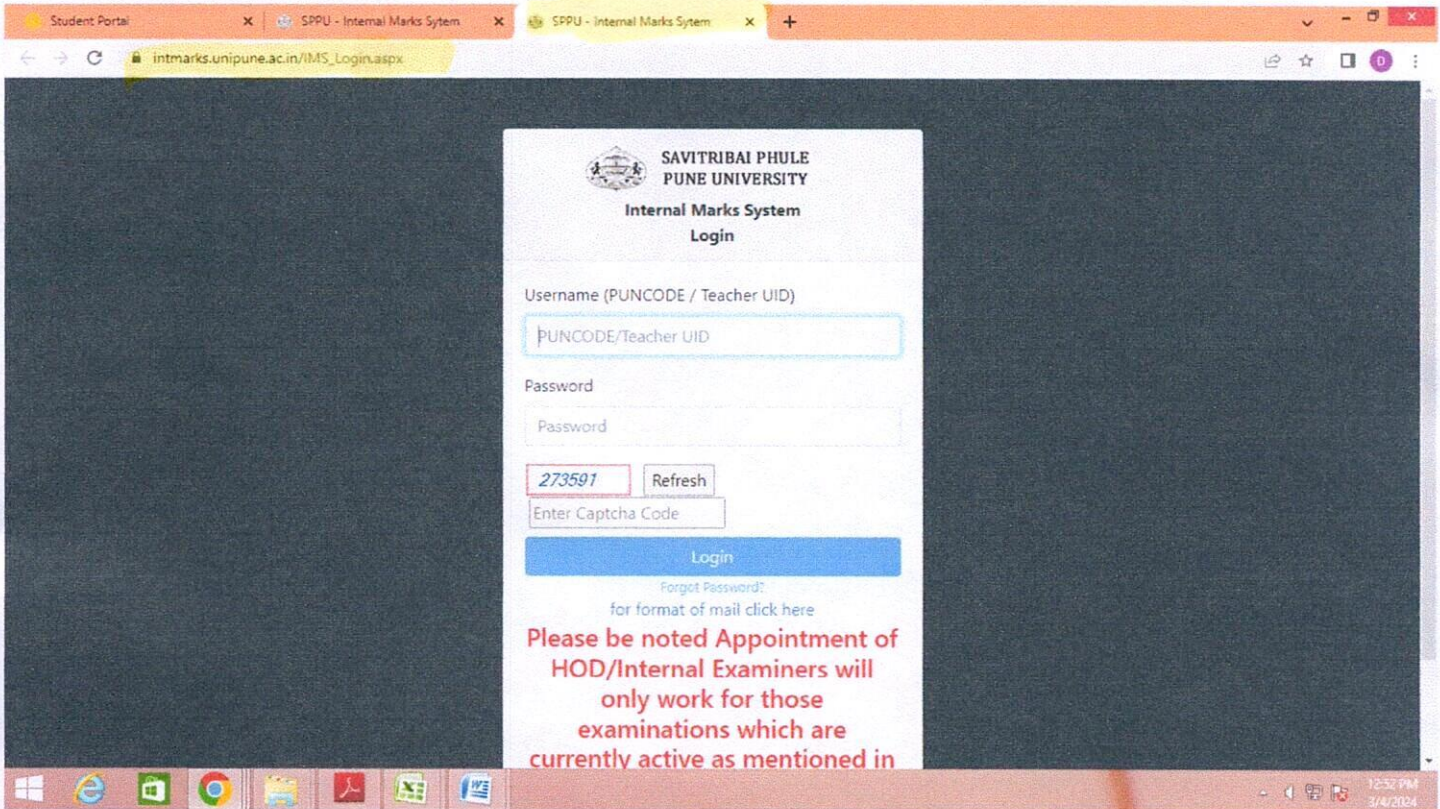 Student Portal
SPPU - Internal Marks Sytem
SPPU - Internal Marks Sytem
intmarks.unipune.ac.in/IMS_Login.aspx
D
SAVITRIBAI PHULE
PUNE UNIVERSITY
Internal Marks System
Login
Username (PUNCODE / Teacher UID)
PUNCODE/Teacher UID
Password
Password
273591
Refresh
Enter Captcha Code
Login
Forgot Password?
for format of mail click here
Please be noted Appointment of
HOD/Internal Examiners will
only work for those
examinations which are
currently active as mentioned in
12:52 PM
3/4/2024